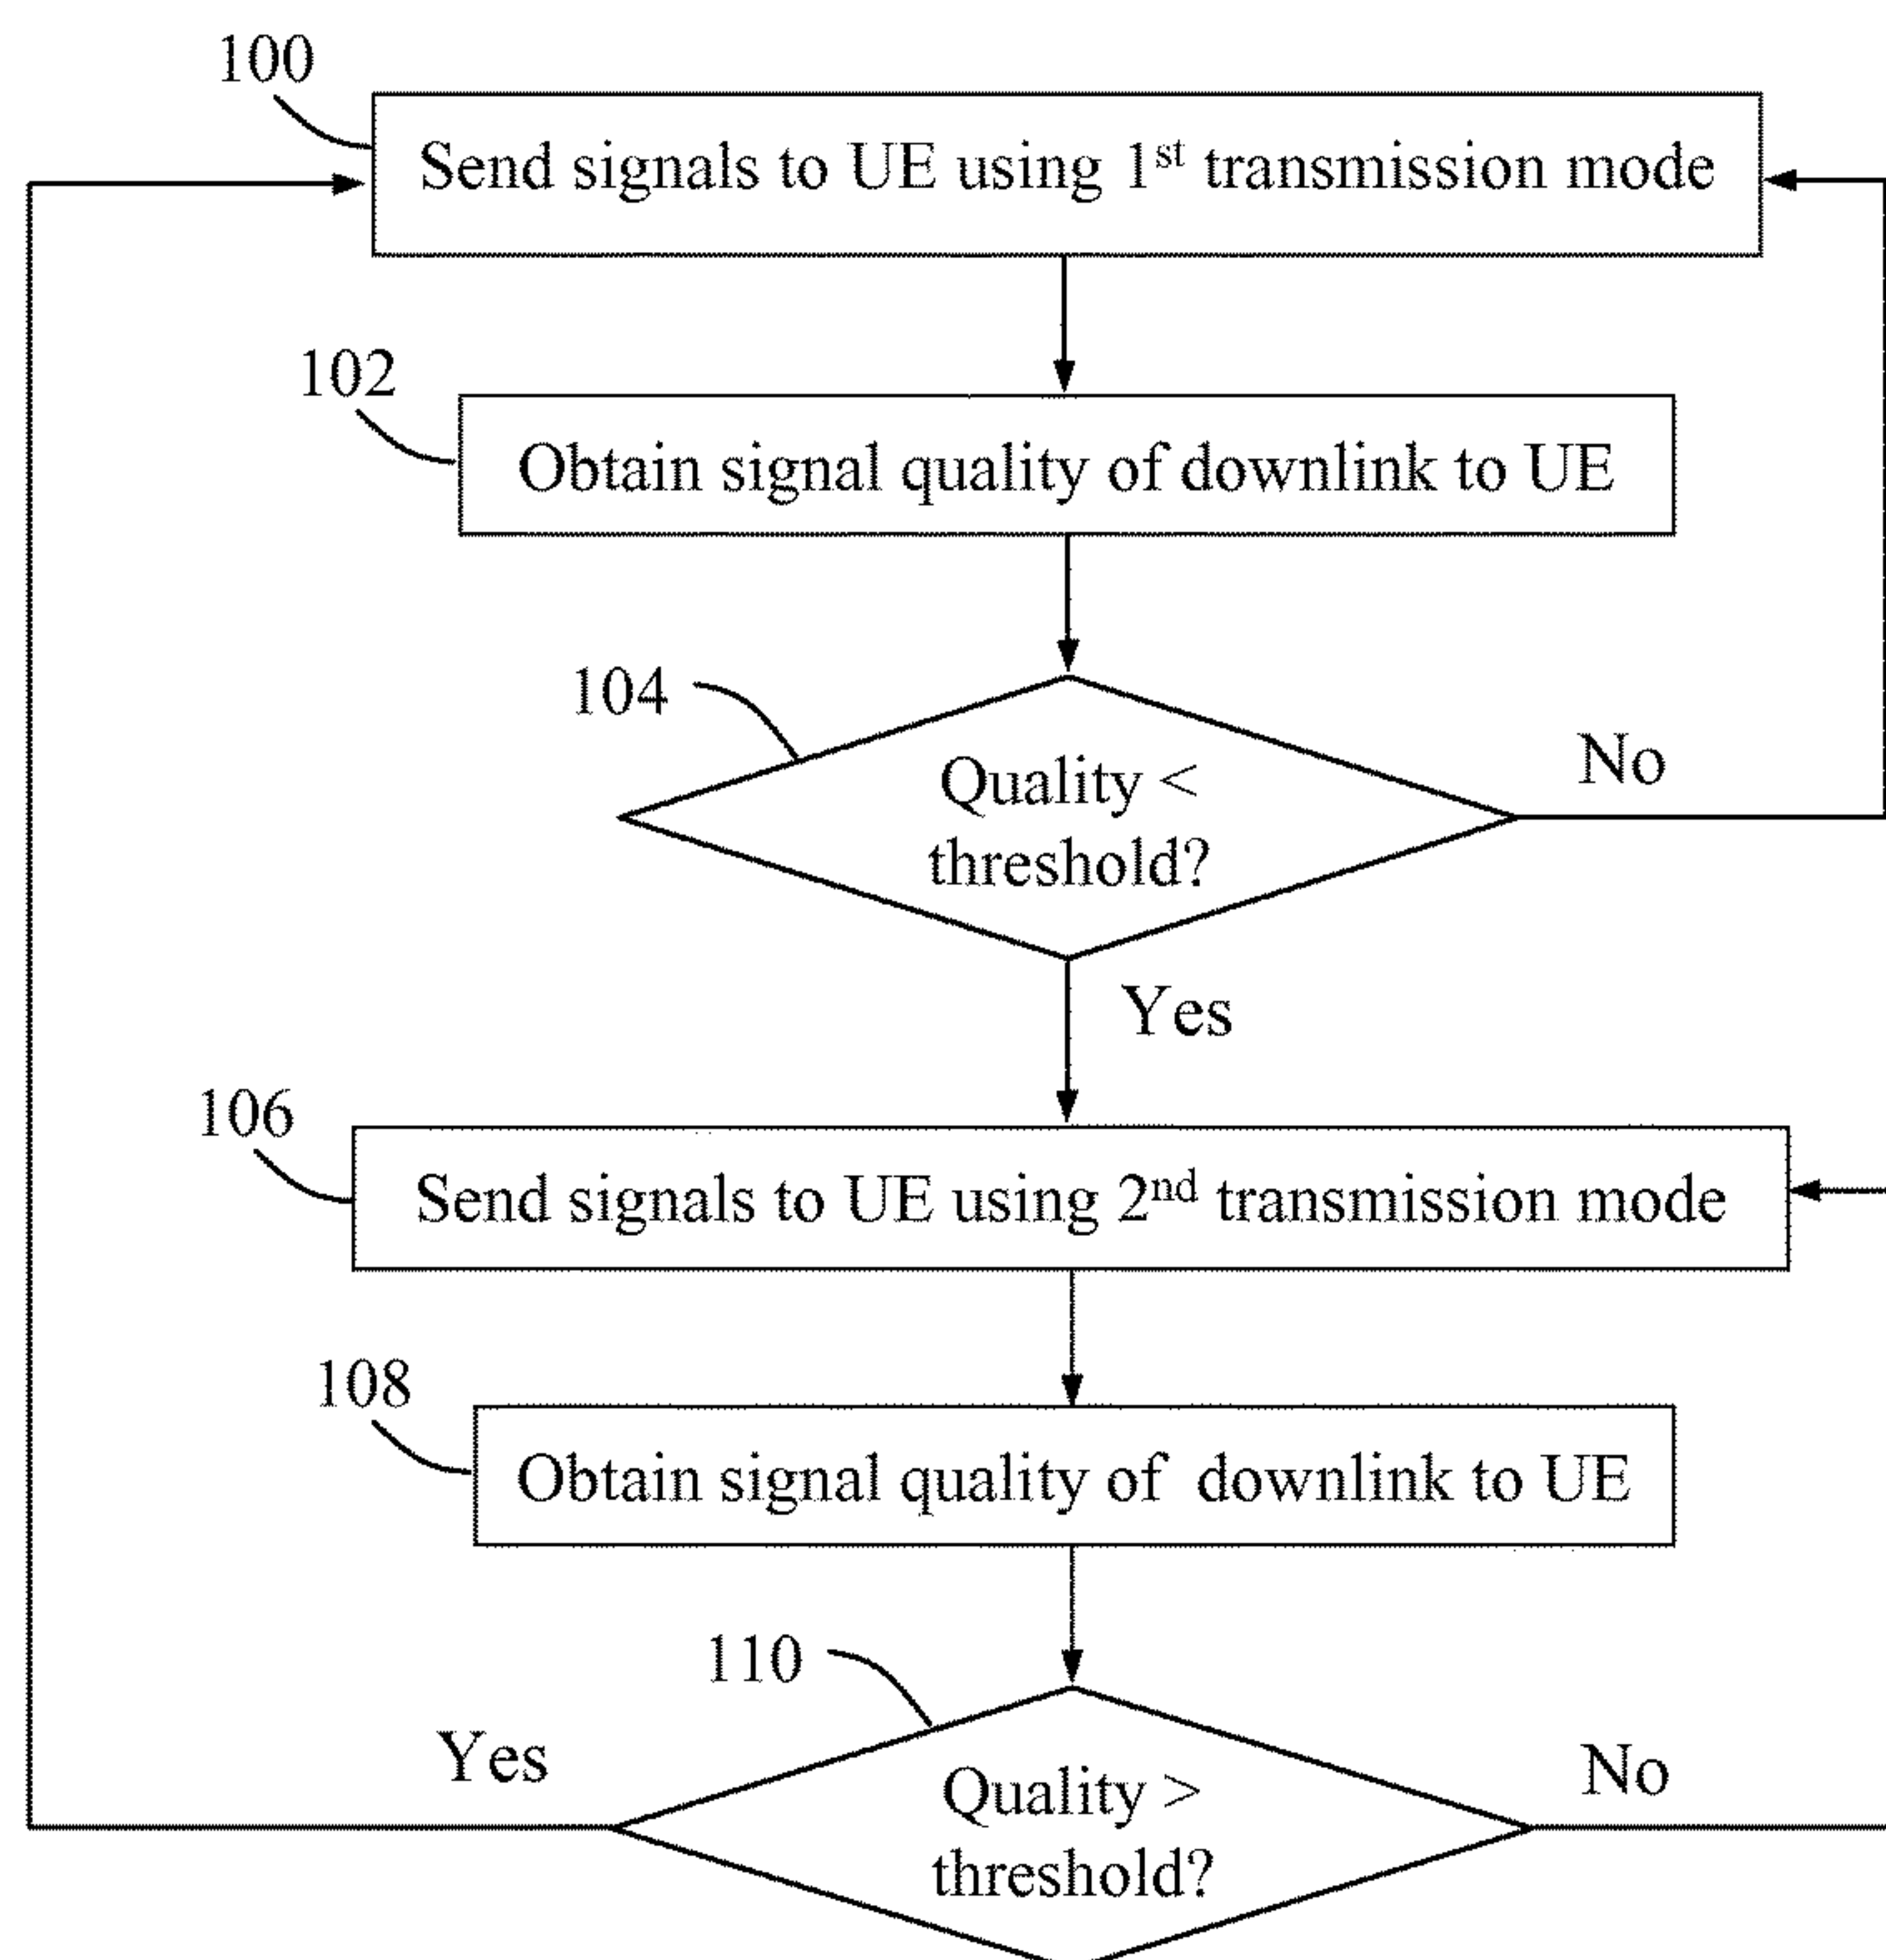 100
Send signals to UE using 1st transmission mode
102
Obtain signal quality of downlink to UE
104
Quality <
threshold?
No
Yes
106
Send signals to UE using 2nd transmission mode
108
Obtain signal quality of downlink to UE
110
Yes
Quality >
threshold?
No